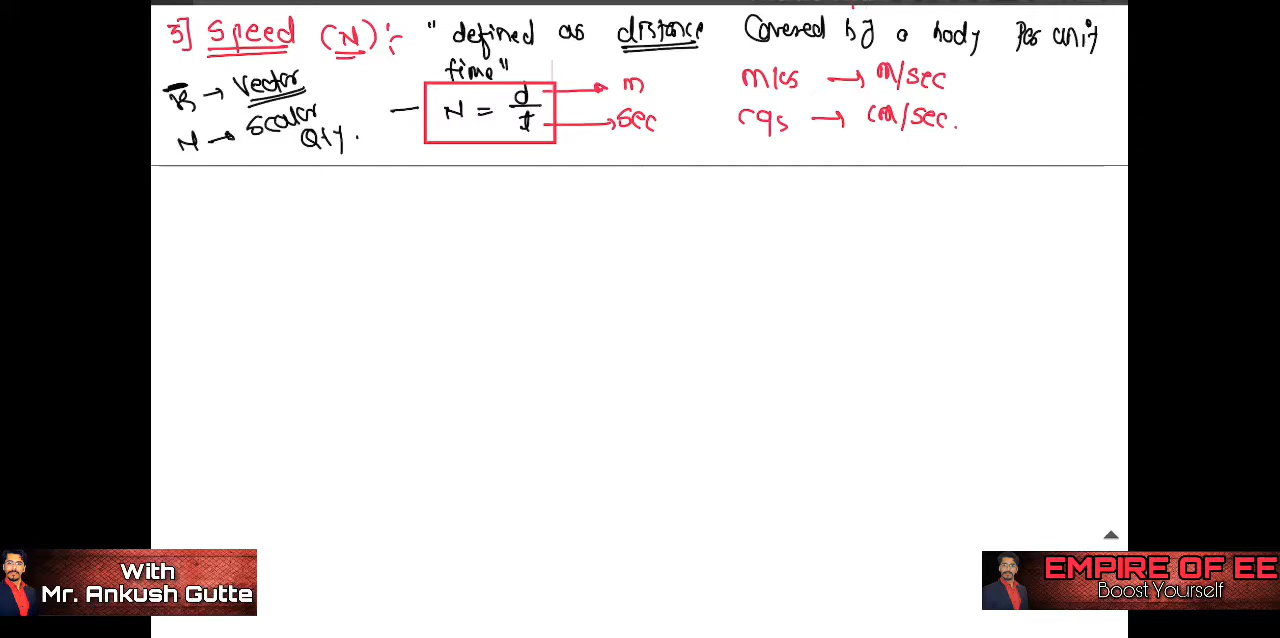 3] Speed (N) :- " defined as distance Covered by a body Per unit
time"
→ Vector
N → Scalar
Qty.
N = d/t
→ m
→ sec
mks → m/sec
cgs → cm/sec.
With
Mr. Ankush Gutte
EMPIRE OF EE
Boost Yourself